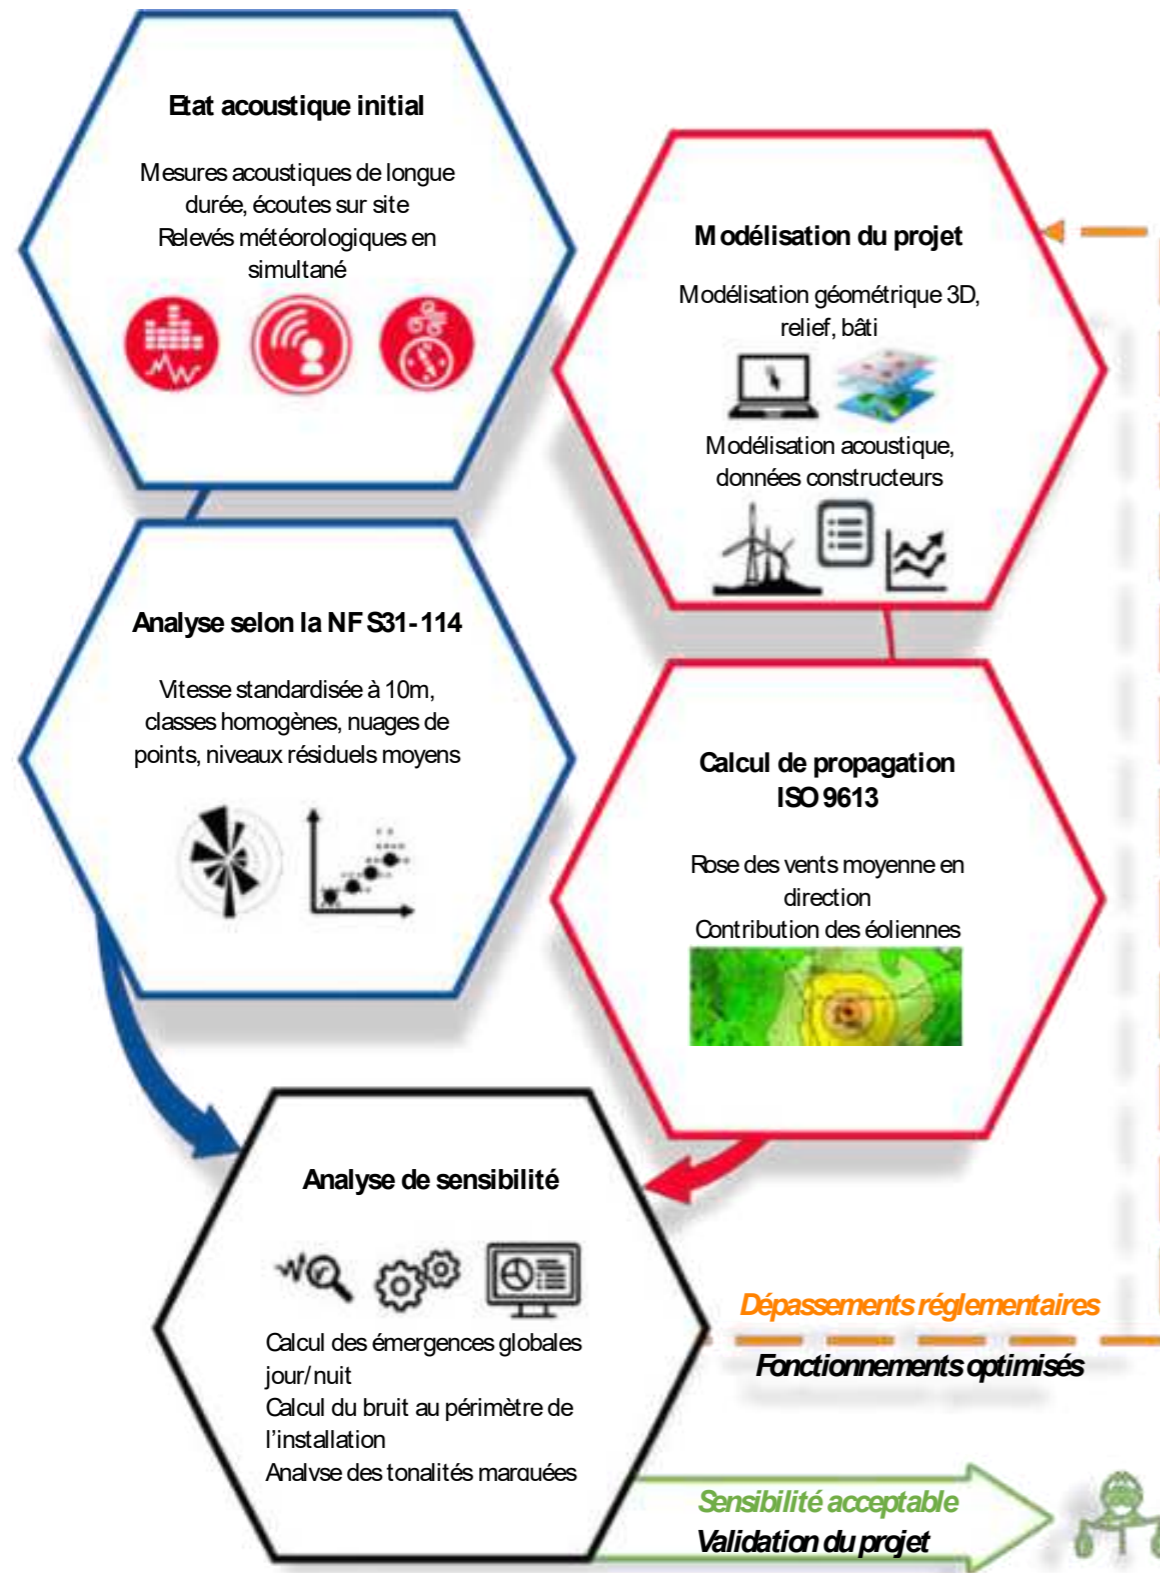 Etat acoustique initial
Mesures acoustiques de longue
durée, écoutes sur site
Relevés météorologiques en
simultané
Modélisation du projet
Modélisation géométrique 3D,
relief, bâti
Modélisation acoustique,
données constructeurs
Analyse selon la NF S31-114
Vitesse standardisée à 10m,
classes homogènes, nuages de
points, niveaux résiduels moyens
Calcul de propagation
ISO 9613
Rose des vents moyenne en
direction
Contribution des éoliennes
Analyse de sensibilité
Calcul des émergences globales
jour/nuit
Calcul du bruit au périmètre de
l’installation
Analyse des tonalités marquées
Dépassements réglementaires
Fonctionnements optimisés
Sensibilité acceptable
Validation du projet